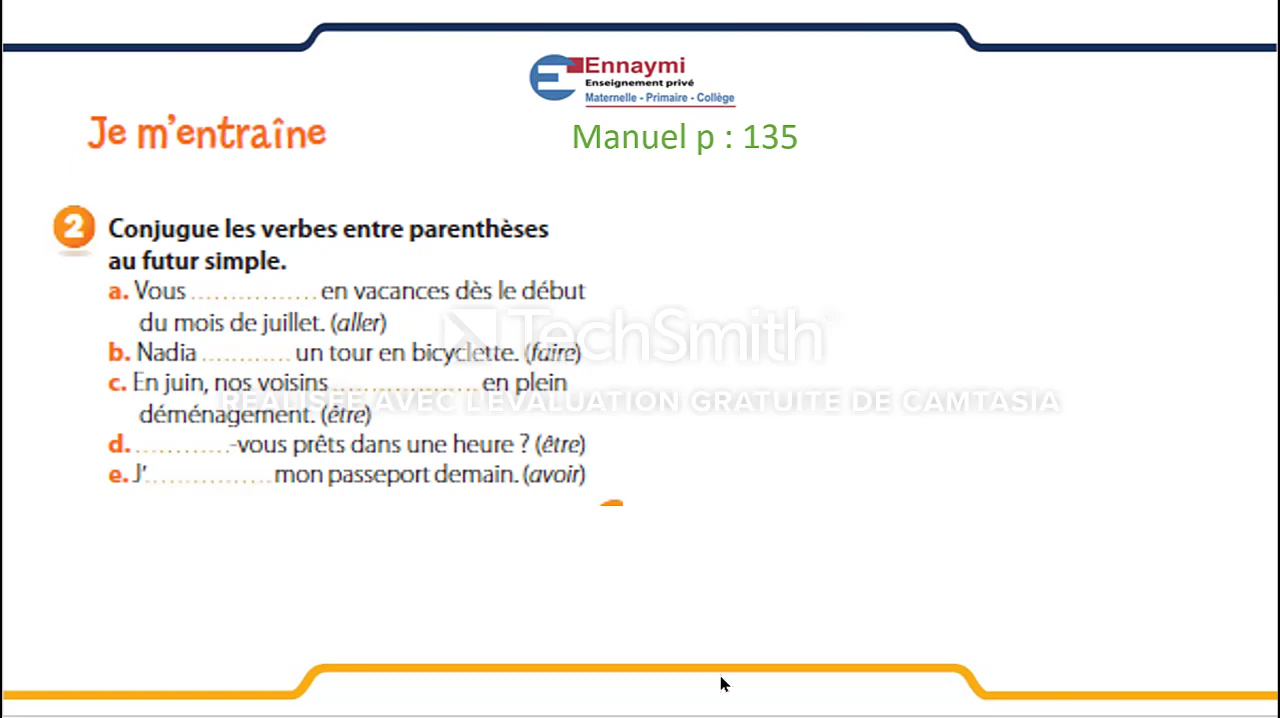 Ennaymi
Enseignement privé
Maternelle - Primaire - Collège
Je m'entraîne
Manuel p : 135
2 Conjugue les verbes entre parenthèses
au futur simple.
a. Vous ................ en vacances dès le début
du mois de juillet. (aller)
b. Nadia ........... un tour en bicyclette. (faire)
c. En juin, nos voisins .................. en plein
déménagement. (être)
d. ............-vous prêts dans une heure ? (être)
e. J'................ mon passeport demain. (avoir)
TechSmith
RÉALISÉE AVEC L'ÉVALUATION GRATUITE DE CAMTASIA